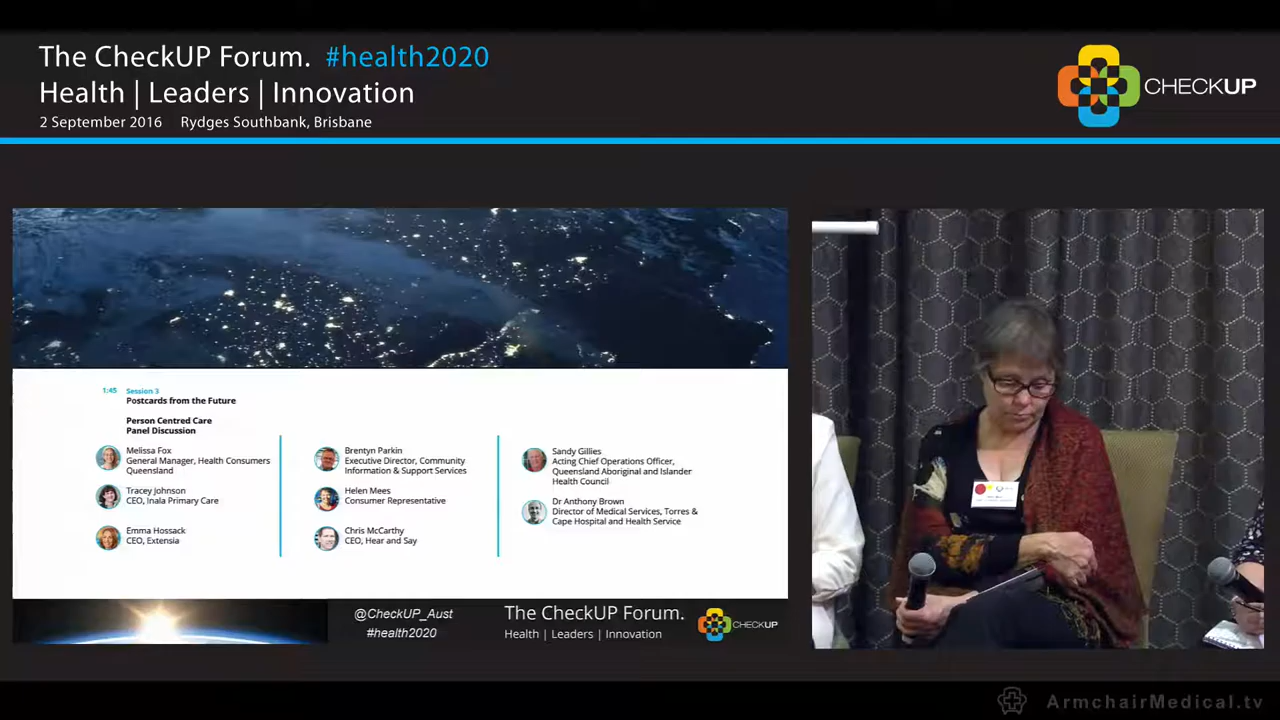 The CheckUP Forum. #health2020
Health | Leaders | Innovation
2 September 2016 Rydges Southbank, Brisbane
CHECKUP
1:45 Session 3
Postcards from the Future
Person Centred Care
Panel Discussion
Melissa Fox
General Manager, Health Consumers
Queensland
Tracey Johnson
CEO, Inala Primary Care
Emma Hossack
CEO, Extensia
Brentyn Parkin
Executive Director, Community
Information & Support Services
Helen Mees
Consumer Representative
Chris McCarthy
CEO, Hear and Say
Sandy Gillies
Acting Chief Operations Officer,
Queensland Aboriginal and Islander
Health Council
Dr Anthony Brown
Director of Medical Services, Torres &
Cape Hospital and Health Service
@CheckUP_Aust
#health2020
The CheckUP Forum.
Health | Leaders | Innovation
CHECKUP
ArmchairMedical.tv